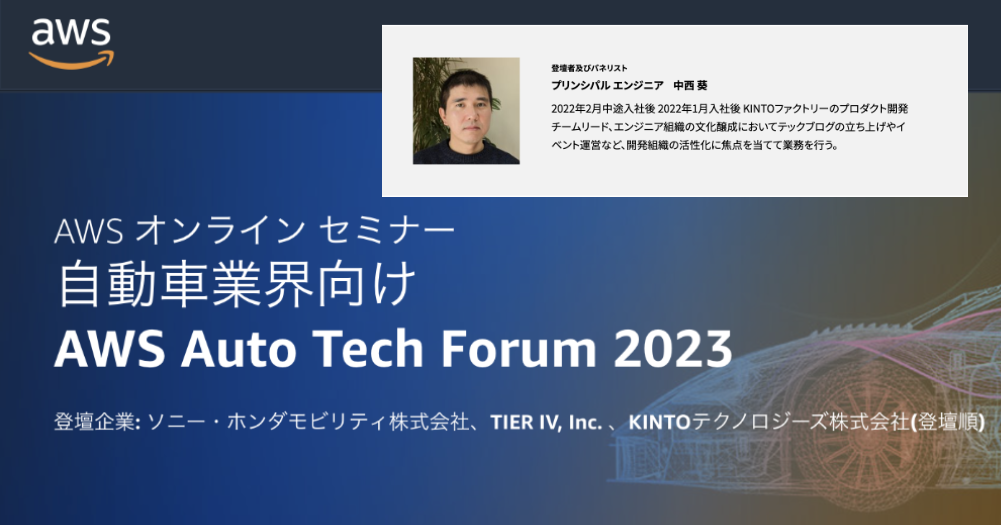 aws
登壇者及びパネリスト
プリンシパル エンジニア　中西 葵
2022年2月中途入社後 2022年1月入社後 KINTOファクトリーのプロダクト開発
チームリード、エンジニア組織の文化醸成においてテックブログの立ち上げやイ
ベント運営など、開発組織の活性化に焦点を当てて業務を行う。
AWS オンライン セミナー
自動車業界向け
AWS Auto Tech Forum 2023
登壇企業: ソニー・ホンダモビリティ株式会社、TIER IV, Inc. 、KINTOテクノロジーズ株式会社(登壇順)